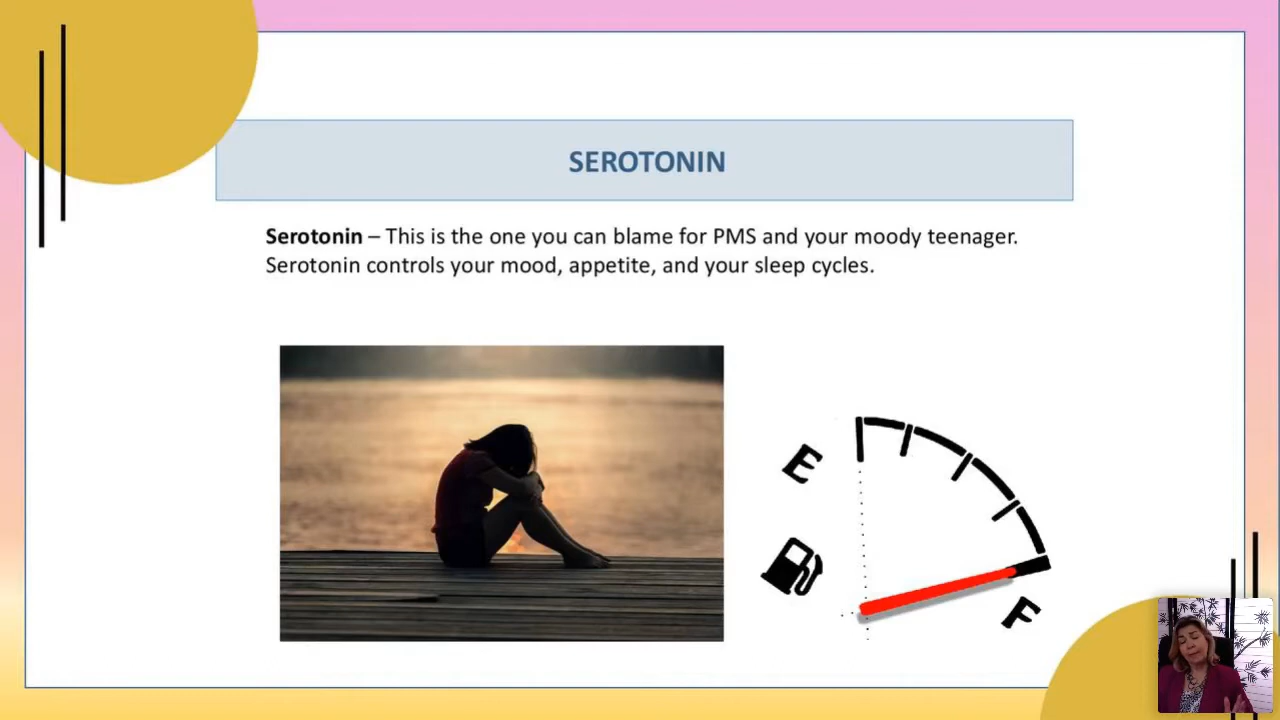 SEROTONIN
Serotonin – This is the one you can blame for PMS and your moody teenager.
Serotonin controls your mood, appetite, and your sleep cycles.
E
F